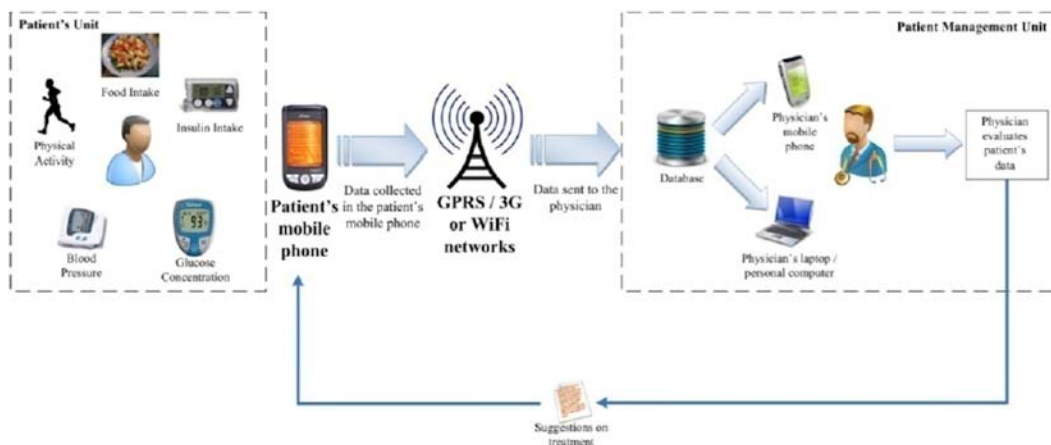 Patient's Unit
Food Intake
Insulin Intake
Physical
Activity
Blood
Pressure
93
Glucose
Concentration
Patient's
mobile
phone
Data collected
in the patient's
mobile phone
GPRS / 3G
or WiFi
networks
Data sent to the
physician
Patient Management Unit
Database
Physician's
mobile
phone
Physician's laptop /
personal computer
Physician
evaluates
patient's
data
Suggestions on
treatment